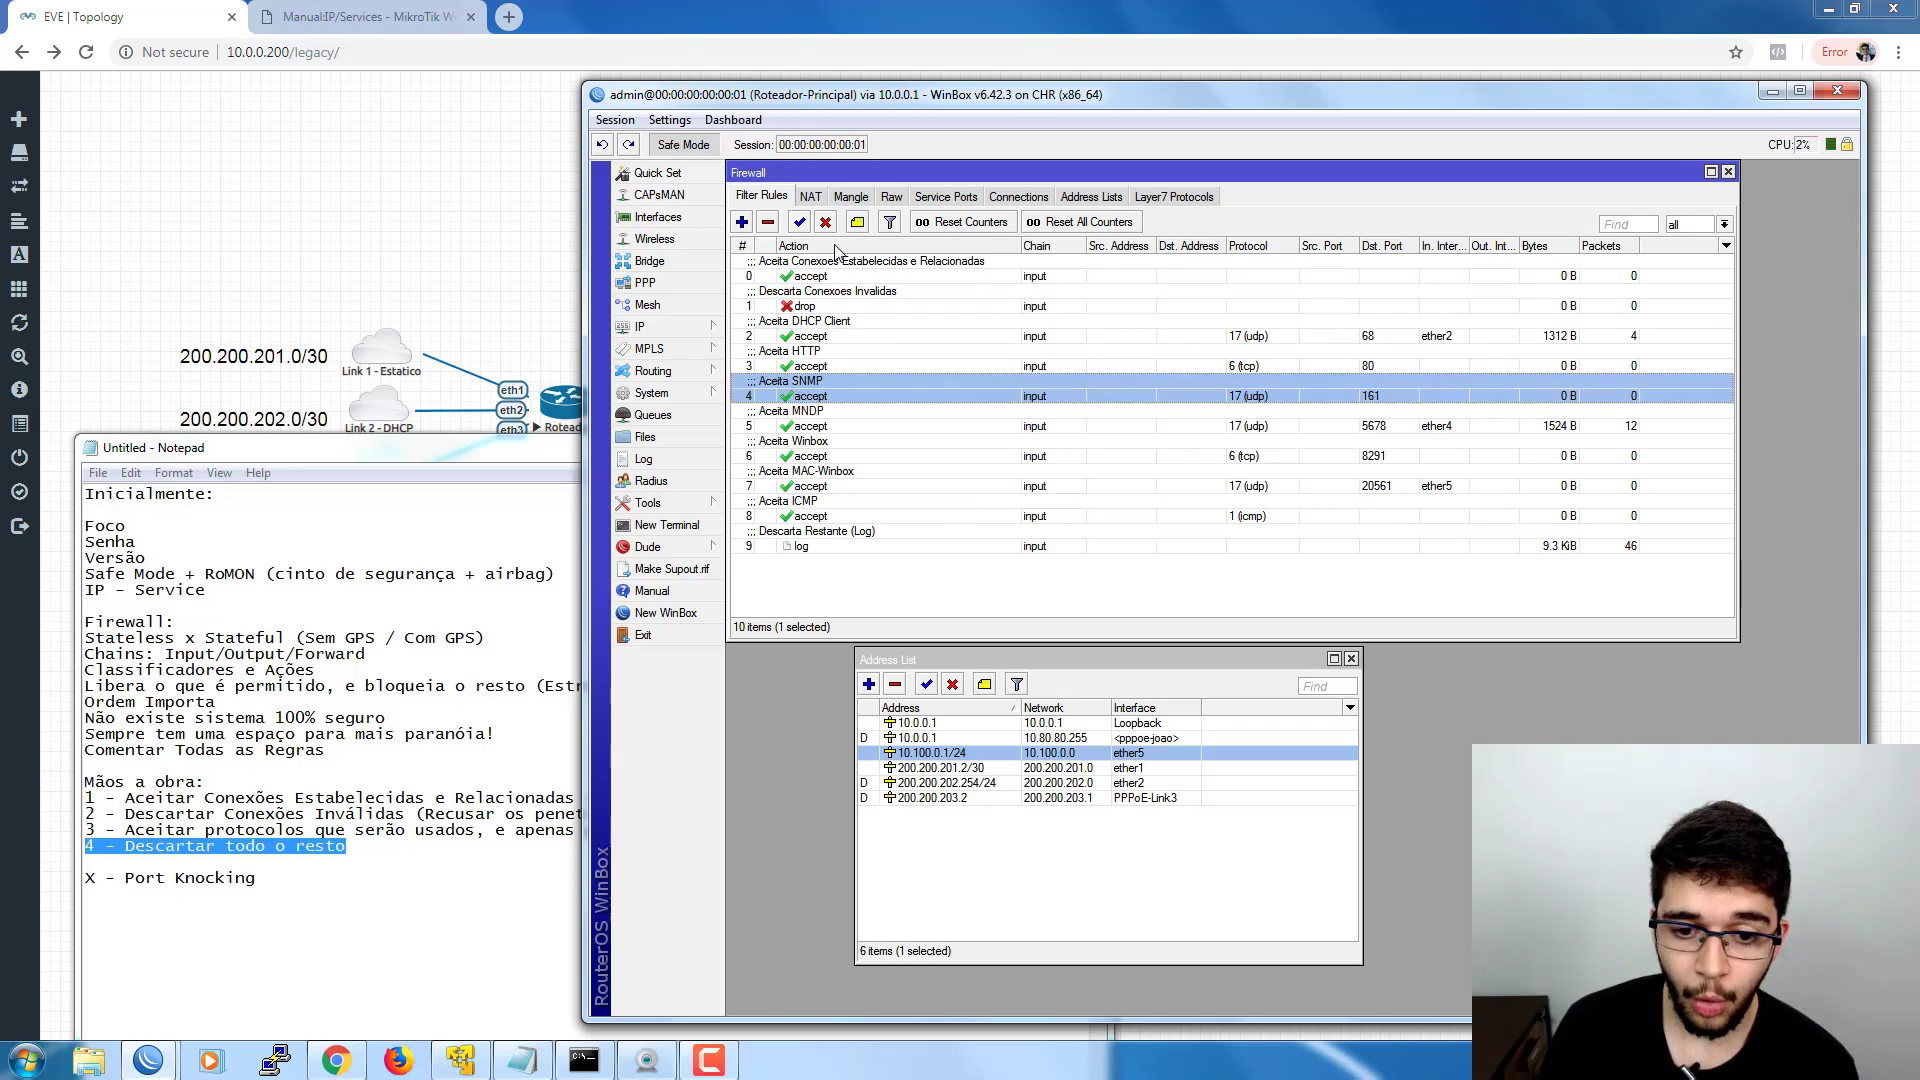 EVE | Topology
Manual:IP/Services - MikroTik W
Not secure
10.0.0.200/legacy/
Error
200.200.201.0/30
Link 1 - Estatico
200.200.202.0/30
Link 2 - DHCP
eth1
eth2
eth3
Rotead
Untitled - Notepad
File Edit Format View Help
Inicialmente:
Foco
Senha
Versão
Safe Mode + RoMON (cinto de segurança + airbag)
IP - Service
Firewall:
Stateless x Stateful (Sem GPS / Com GPS)
Chains: Input/Output/Forward
Classificadores e Ações
Libera o que é permitido, e bloqueia o resto (Estr
Ordem Importa
Não existe sistema 100% seguro
Sempre tem uma espaço para mais paranóia!
Comentar Todas as Regras
Mãos a obra:
1 - Aceitar Conexões Estabelecidas e Relacionadas
2 - Descartar Conexões Inválidas (Recusar os penet
3 - Aceitar protocolos que serão usados, e apenas
4 - Descartar todo o resto
X - Port Knocking
admin@00:00:00:00:00:01 (Roteador-Principal) via 10.0.0.1 - WinBox v6.42.3 on CHR (x86_64)
Session Settings Dashboard
Safe Mode Session: 00:00:00:00:00:01
CPU: 2%
Quick Set
CAPsMAN
Interfaces
Wireless
Bridge
PPP
Mesh
IP
MPLS
Routing
System
Queues
Files
Log
Radius
Tools
New Terminal
Dude
Make Supout.rif
Manual
New WinBox
Exit
RouterOS WinBox
Firewall
Filter Rules NAT Mangle Raw Service Ports Connections Address Lists Layer7 Protocols
00 Reset Counters 00 Reset All Counters Find all
# Action Chain Src. Address Dst. Address Protocol Src. Port Dst. Port In. Inter... Out. Int... Bytes Packets
;;; Aceita Conexoes Estabelecidas e Relacionadas
0 accept input 0 B 0
;;; Descarta Conexoes Invalidas
1 drop input 0 B 0
;;; Aceita DHCP Client
2 accept input 17 (udp) 68 ether2 1312 B 4
;;; Aceita HTTP
3 accept input 6 (tcp) 80 0 B 0
;;; Aceita SNMP
4 accept input 17 (udp) 161 0 B 0
;;; Aceita MNDP
5 accept input 17 (udp) 5678 ether4 1524 B 12
;;; Aceita Winbox
6 accept input 6 (tcp) 8291 0 B 0
;;; Aceita MAC-Winbox
7 accept input 17 (udp) 20561 ether5 0 B 0
;;; Aceita ICMP
8 accept input 1 (icmp) 0 B 0
;;; Descarta Restante (Log)
9 log input 9.3 KiB 46
10 items (1 selected)
Address List
Find
Address Network Interface
10.0.0.1 10.0.0.1 Loopback
D 10.0.0.1 10.80.80.255 <pppoe-joao>
10.100.0.1/24 10.100.0.0 ether5
200.200.201.2/30 200.200.201.0 ether1
D 200.200.202.254/24 200.200.202.0 ether2
D 200.200.203.2 200.200.203.1 PPPoE-Link3
6 items (1 selected)